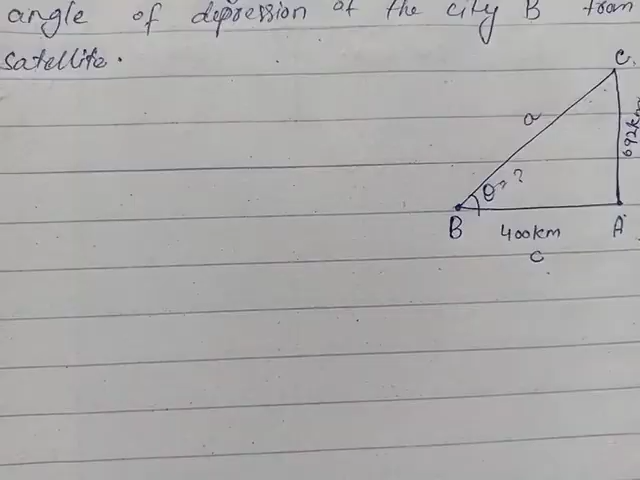 angle of depression of the city B from
satellite.
C.
a
692km
θ=?
B
400km
A
c